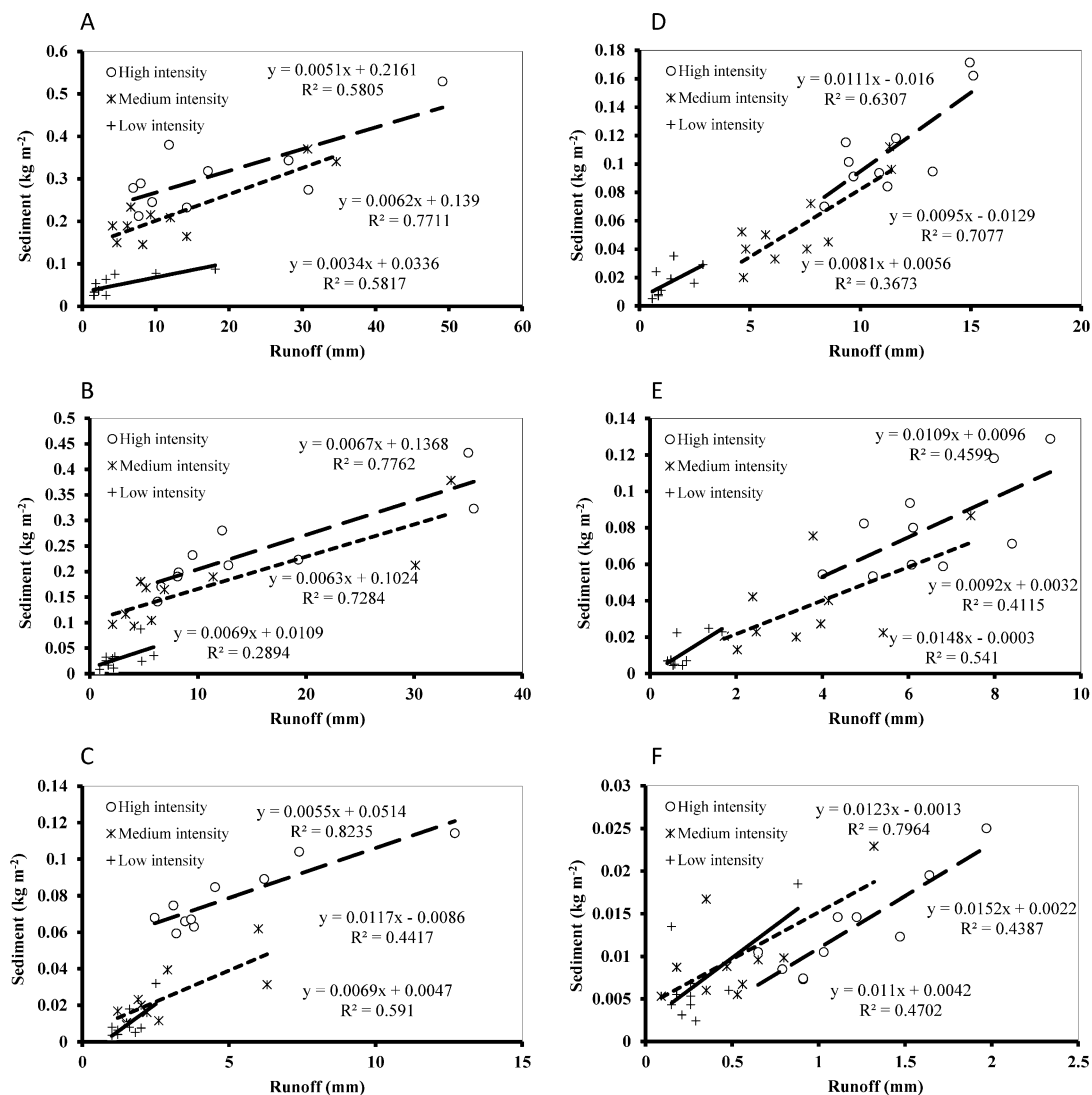 A
Sediment (kg m⁻²)
0.6
0.5
0.4
0.3
0.2
0.1
0
High intensity
Medium intensity
Low intensity
y = 0.0051x + 0.2161
R² = 0.5805
y = 0.0062x + 0.139
R² = 0.7711
y = 0.0034x + 0.0336
R² = 0.5817
0 10 20 30 40 50 60
Runoff (mm)
D
Sediment (kg m⁻²)
0.18
0.16
0.14
0.12
0.1
0.08
0.06
0.04
0.02
0
High intensity
Medium intensity
Low intensity
y = 0.0111x - 0.016
R² = 0.6307
y = 0.0095x - 0.0129
R² = 0.7077
y = 0.0081x + 0.0056
R² = 0.3673
0 5 10 15 20
Runoff (mm)
B
Sediment (kg m⁻²)
0.5
0.45
0.4
0.35
0.3
0.25
0.2
0.15
0.1
0.05
0
High intensity
Medium intensity
Low intensity
y = 0.0067x + 0.1368
R² = 0.7762
y = 0.0063x + 0.1024
R² = 0.7284
y = 0.0069x + 0.0109
R² = 0.2894
0 10 20 30 40
Runoff (mm)
E
Sediment (kg m⁻²)
0.14
0.12
0.1
0.08
0.06
0.04
0.02
0
High intensity
Medium intensity
Low intensity
y = 0.0109x + 0.0096
R² = 0.4599
y = 0.0092x + 0.0032
R² = 0.4115
y = 0.0148x - 0.0003
R² = 0.541
0 2 4 6 8 10
Runoff (mm)
C
Sediment (kg m⁻²)
0.14
0.12
0.1
0.08
0.06
0.04
0.02
0
High intensity
Medium intensity
Low intensity
y = 0.0055x + 0.0514
R² = 0.8235
y = 0.0117x - 0.0086
R² = 0.4417
y = 0.0069x + 0.0047
R² = 0.591
0 5 10 15
Runoff (mm)
F
Sediment (kg m⁻²)
0.03
0.025
0.02
0.015
0.01
0.005
0
High intensity
Medium intensity
Low intensity
y = 0.0123x - 0.0013
R² = 0.7964
y = 0.0152x + 0.0022
R² = 0.4387
y = 0.011x + 0.0042
R² = 0.4702
0 0.5 1 1.5 2 2.5
Runoff (mm)